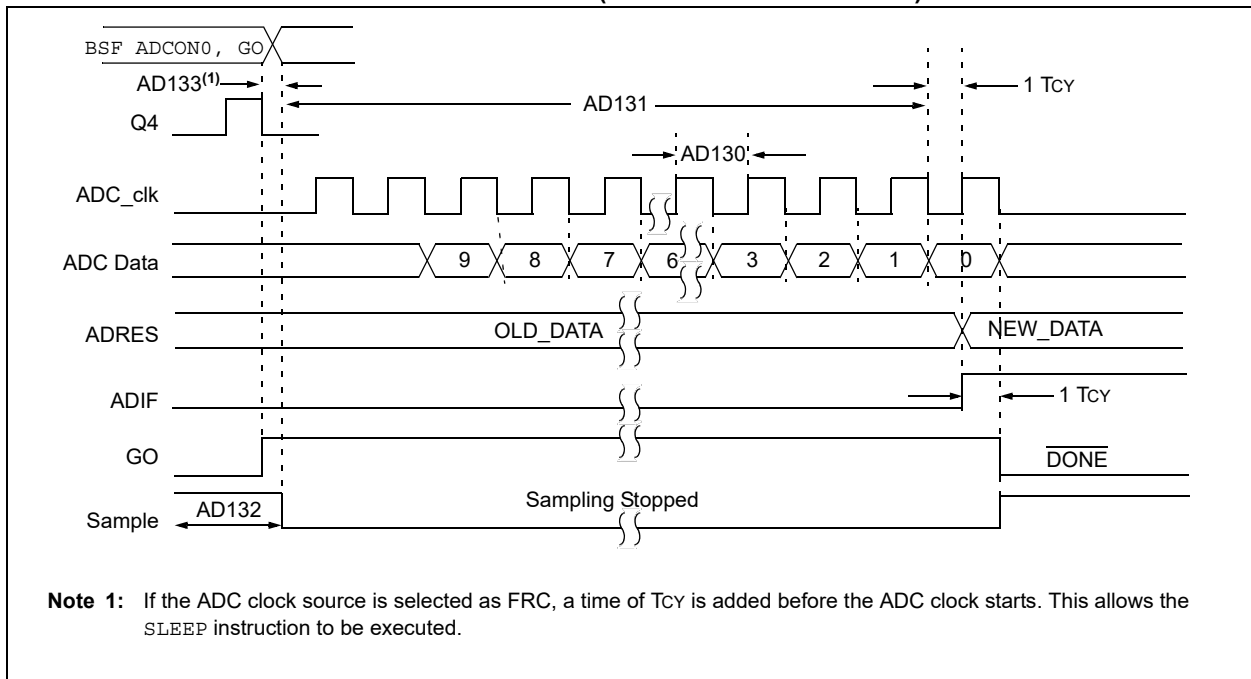 BSF ADCON0, GO
AD133(1)
1 TCY
AD131
Q4
AD130
ADC_clk
ADC Data
9 8 7 6 3 2 1 0
ADRES
OLD_DATA
NEW_DATA
ADIF
1 TCY
GO
DONE
Sample
AD132
Sampling Stopped
Note 1: If the ADC clock source is selected as FRC, a time of TCY is added before the ADC clock starts. This allows the
SLEEP instruction to be executed.